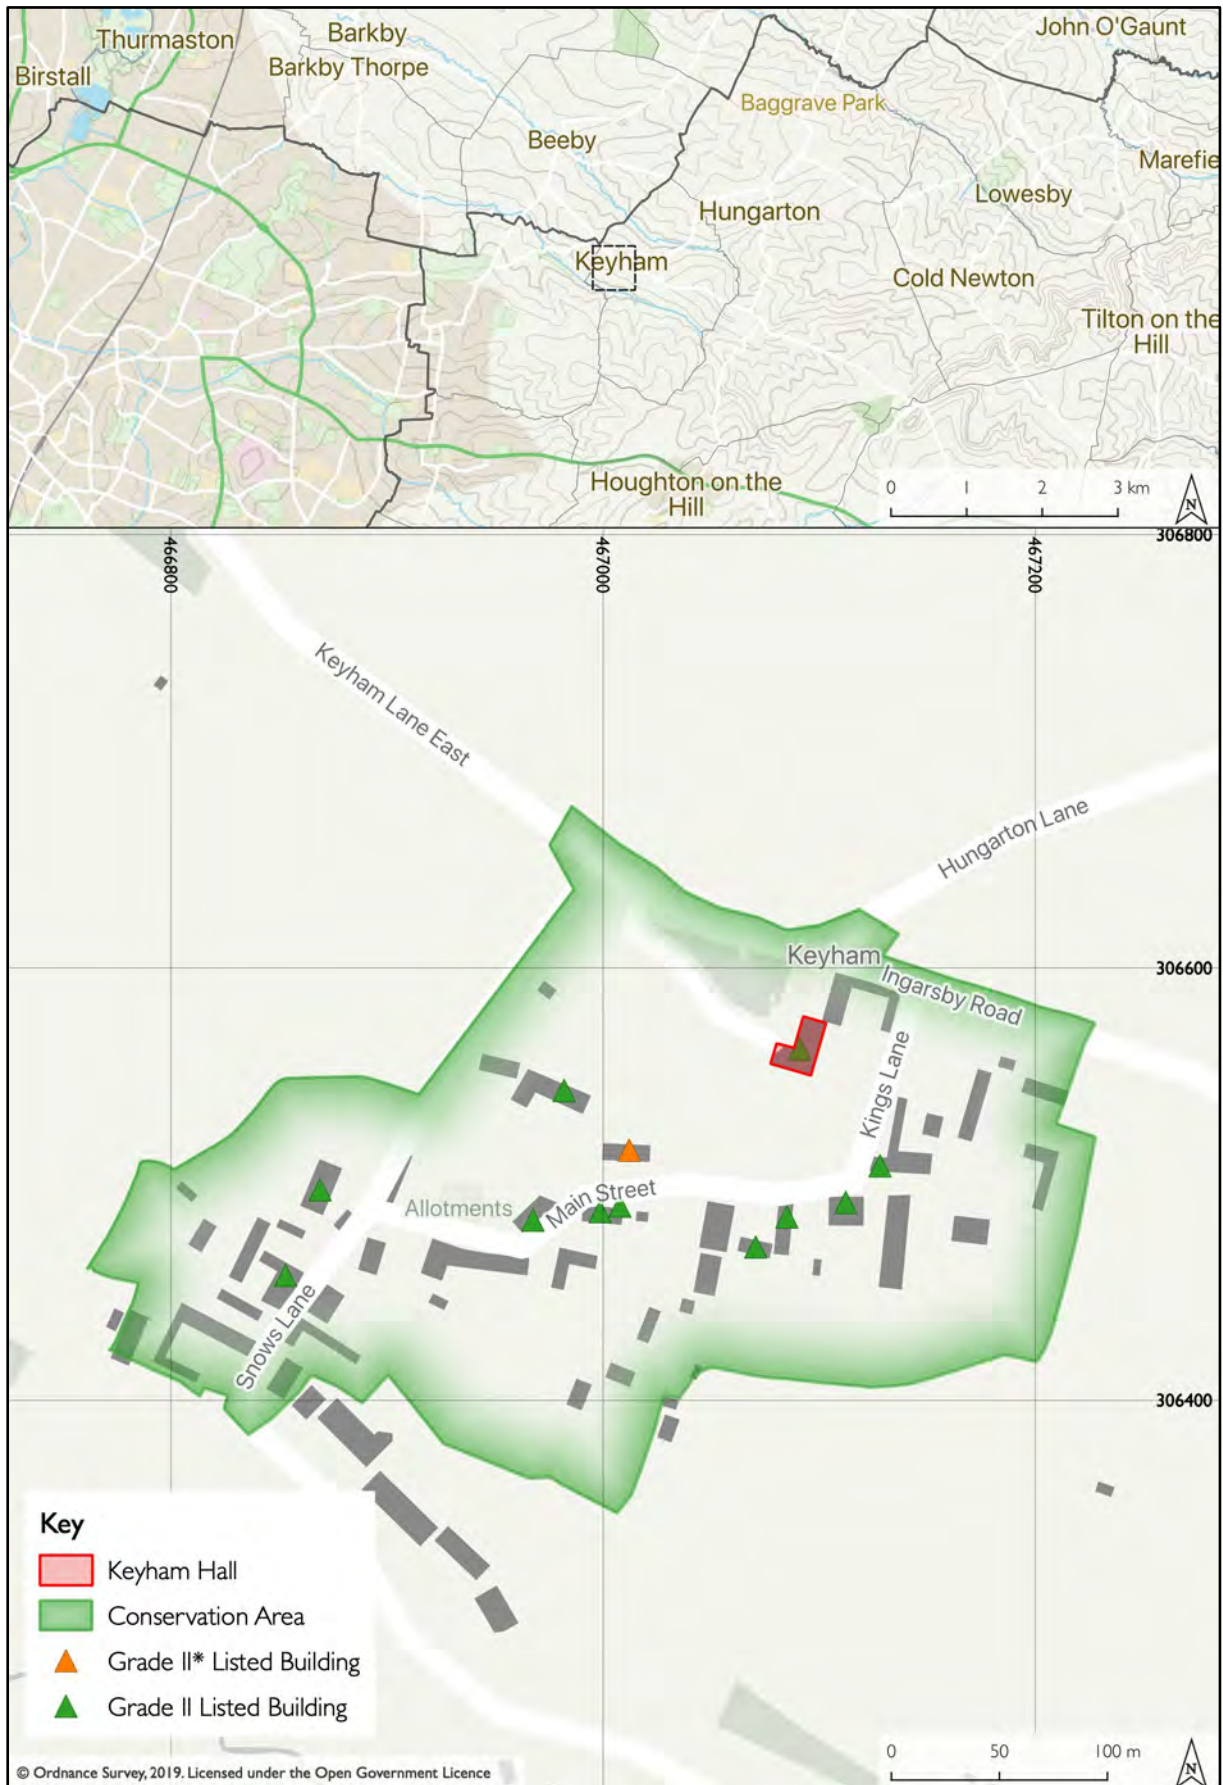 Thurmaston
Barkby
John O'Gaunt
Birstall
Barkby Thorpe
Baggrave Park
Beeby
Marefie
Lowesby
Hungarton
Keyham
Cold Newton
Tilton on the
Hill
Houghton on the
Hill
0 1 2 3 km
N
466800
467000
467200
306800
Keyham Lane East
Hungarton Lane
Keyham
306600
Ingarsby Road
Kings Lane
Main Street
Allotments
Snows Lane
306400
Key
Keyham Hall
Conservation Area
Grade II* Listed Building
Grade II Listed Building
0 50 100 m
N
© Ordnance Survey, 2019. Licensed under the Open Government Licence